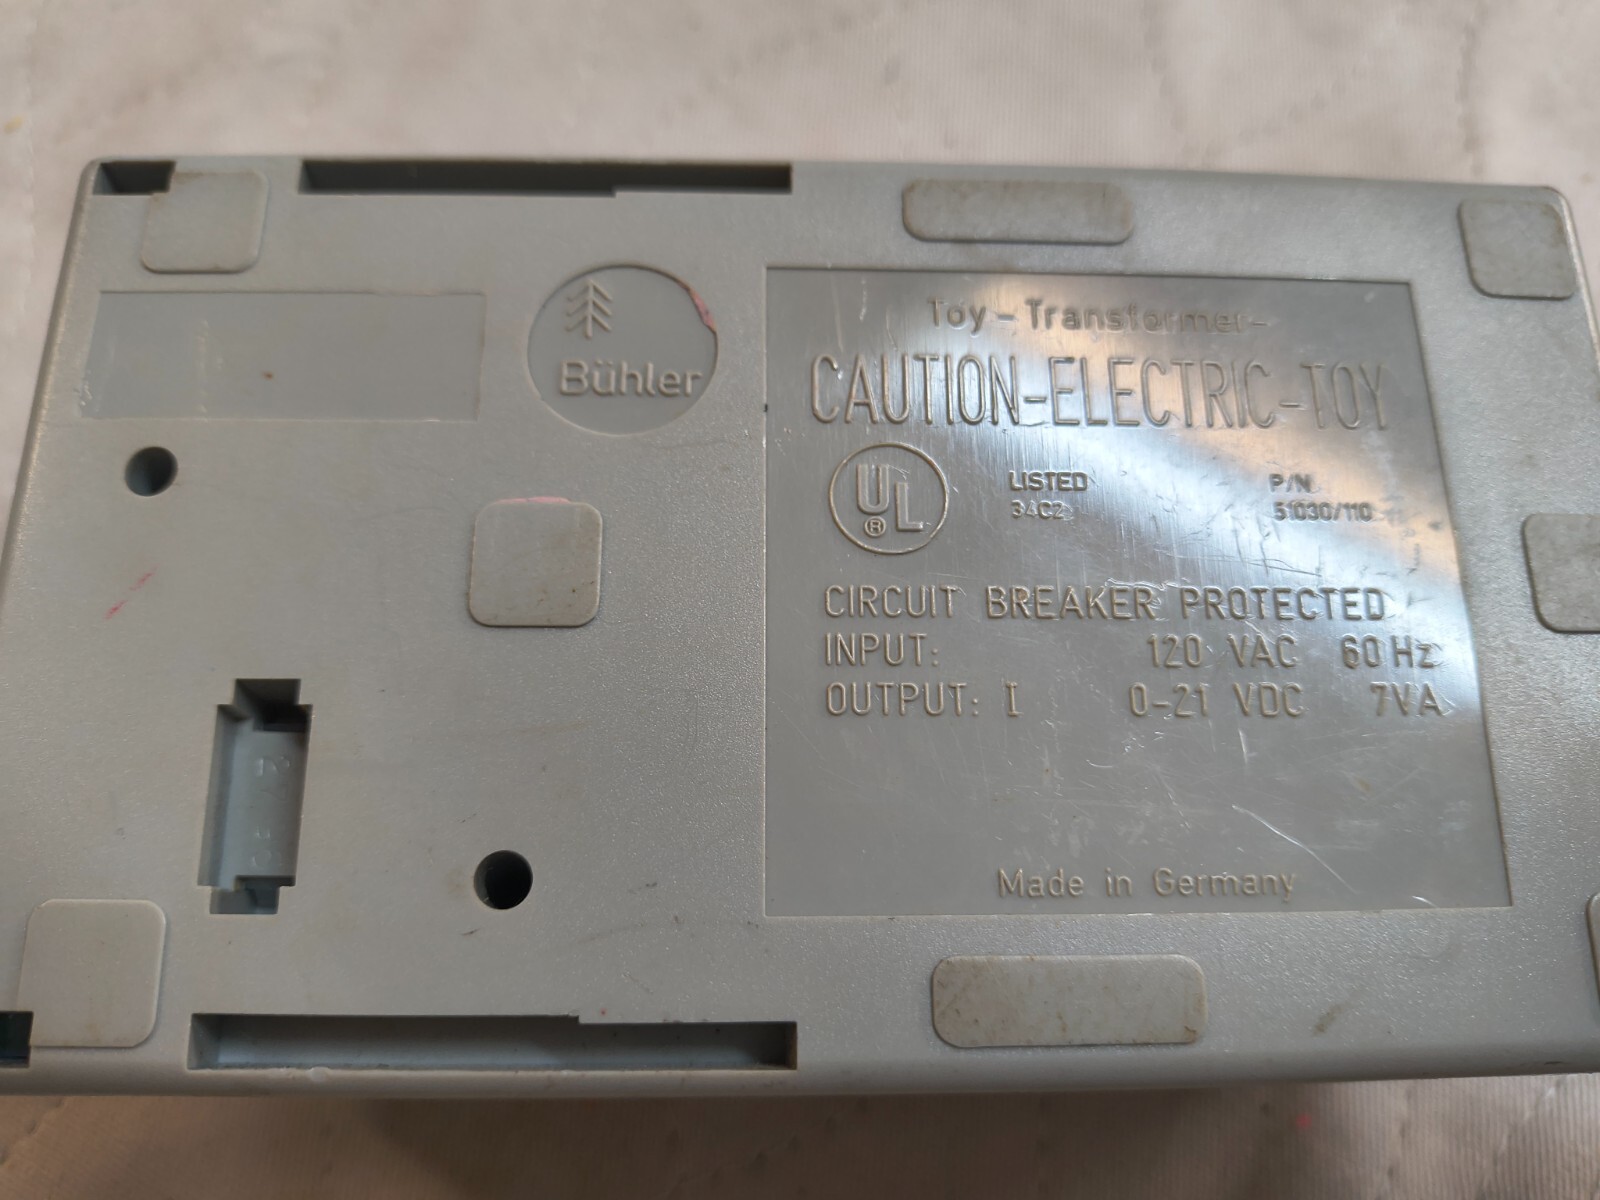 Bühler
Toy-Transformer-
CAUTION-ELECTRIC-TOY
UL
®
LISTED
34C2
P/N
51030/110
CIRCUIT BREAKER PROTECTED
INPUT: 120 VAC 60 Hz
OUTPUT: I 0-21 VDC 7VA
Made in Germany